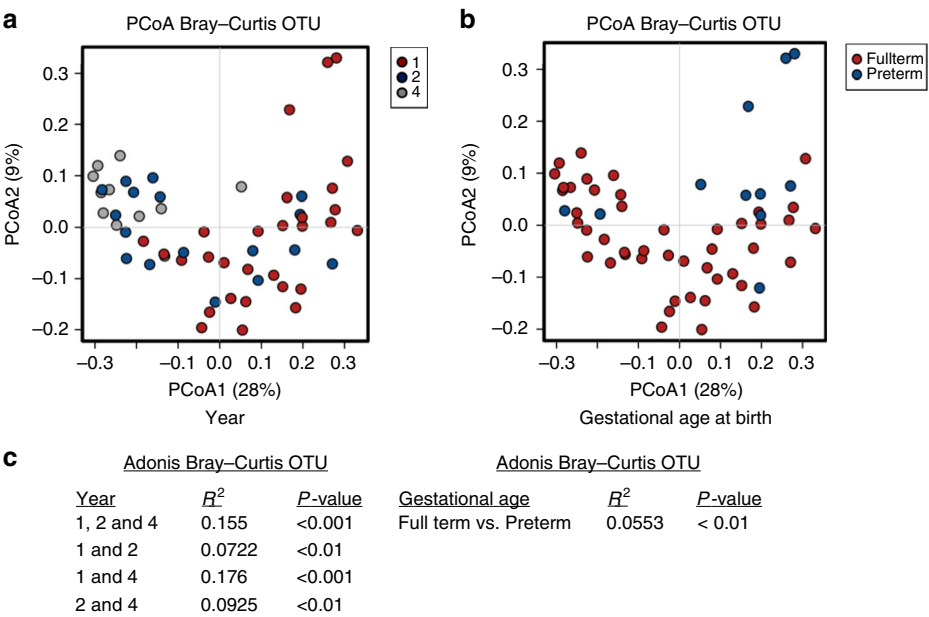 a
PCoA Bray–Curtis OTU
0.3
0.2
0.1
0.0
–0.1
–0.2
PCoA2 (9%)
–0.3
–0.1
0.0
0.1
0.2
0.3
PCoA1 (28%)
Year
1
2
4
b
PCoA Bray–Curtis OTU
0.3
0.2
0.1
0.0
–0.1
–0.2
PCoA2 (9%)
–0.3
–0.1
0.0
0.1
0.2
0.3
PCoA1 (28%)
Gestational age at birth
Fullterm
Preterm
c
Adonis Bray–Curtis OTU
Year R² P-value
1, 2 and 4 0.155 <0.001
1 and 2 0.0722 <0.01
1 and 4 0.176 <0.001
2 and 4 0.0925 <0.01
Adonis Bray–Curtis OTU
Gestational age R² P-value
Full term vs. Preterm 0.0553 < 0.01